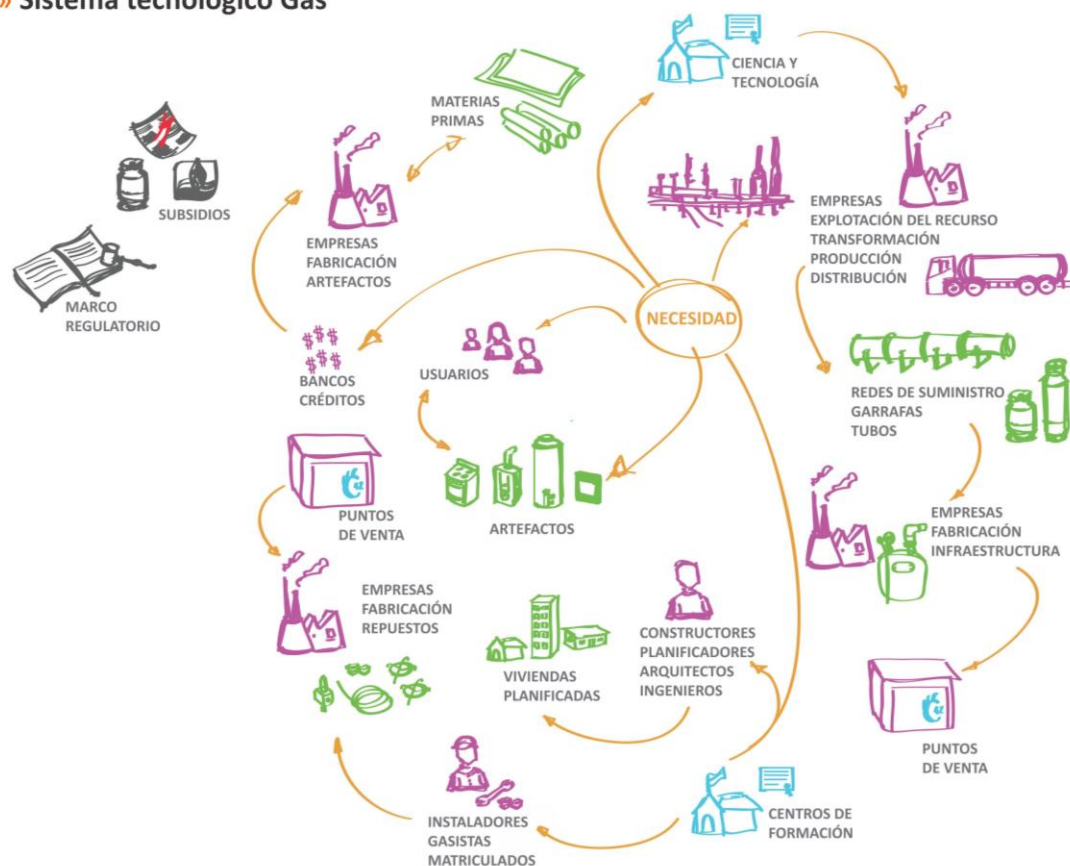 » Sistema tecnológico Gas
CIENCIA Y
TECNOLOGÍA
MATERIAS
PRIMAS
SUBSIDIOS
EMPRESAS
FABRICACIÓN
ARTEFACTOS
EMPRESAS
EXPLOTACIÓN DEL RECURSO
TRANSFORMACIÓN
PRODUCCIÓN
DISTRIBUCIÓN
MARCO
REGULATORIO
NECESIDAD
$$$
$$$
BANCOS
CRÉDITOS
USUARIOS
REDES DE SUMINISTRO
GARRAFAS
TUBOS
PUNTOS
DE VENTA
ARTEFACTOS
EMPRESAS
FABRICACIÓN
INFRAESTRUCTURA
EMPRESAS
FABRICACIÓN
REPUESTOS
VIVIENDAS
PLANIFICADAS
CONSTRUCTORES
PLANIFICADORES
ARQUITECTOS
INGENIEROS
PUNTOS
DE VENTA
INSTALADORES
GASISTAS
MATRICULADOS
CENTROS DE
FORMACIÓN